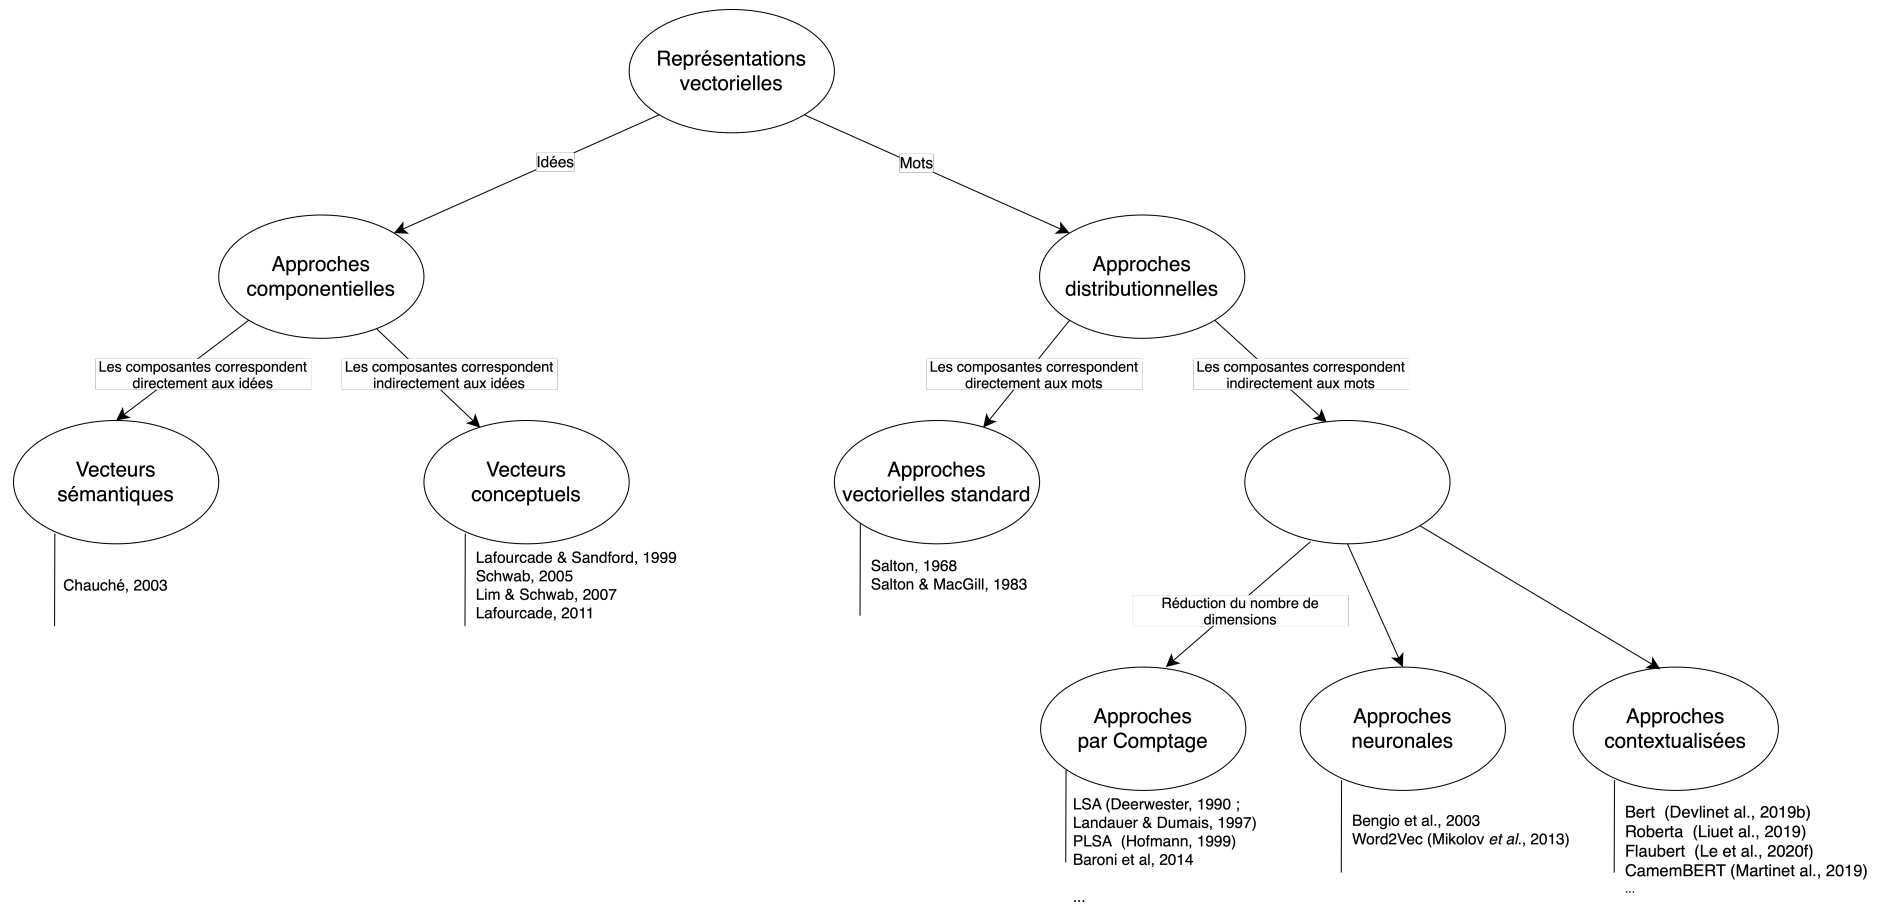 Représentations
vectorielles
Idées
Mots
Approches
componentielles
Approches
distributionnelles
Les composantes correspondent
directement aux idées
Les composantes correspondent
indirectement aux idées
Les composantes correspondent
directement aux mots
Les composantes correspondent
indirectement aux mots
Vecteurs
sémantiques
Vecteurs
conceptuels
Approches
vectorielles standard
Chauché, 2003
Lafourcade & Sandford, 1999
Schwab, 2005
Lim & Schwab, 2007
Lafourcade, 2011
Salton, 1968
Salton & MacGill, 1983
Réduction du nombre de
dimensions
Approches
par Comptage
Approches
neuronales
Approches
contextualisées
LSA (Deerwester, 1990 ;
Landauer & Dumais, 1997)
PLSA (Hofmann, 1999)
Baroni et al, 2014
...
Bengio et al., 2003
Word2Vec (Mikolov et al., 2013)
Bert (Devlinet al., 2019b)
Roberta (Liuet al., 2019)
Flaubert (Le et al., 2020f)
CamemBERT (Martinet al., 2019)
...